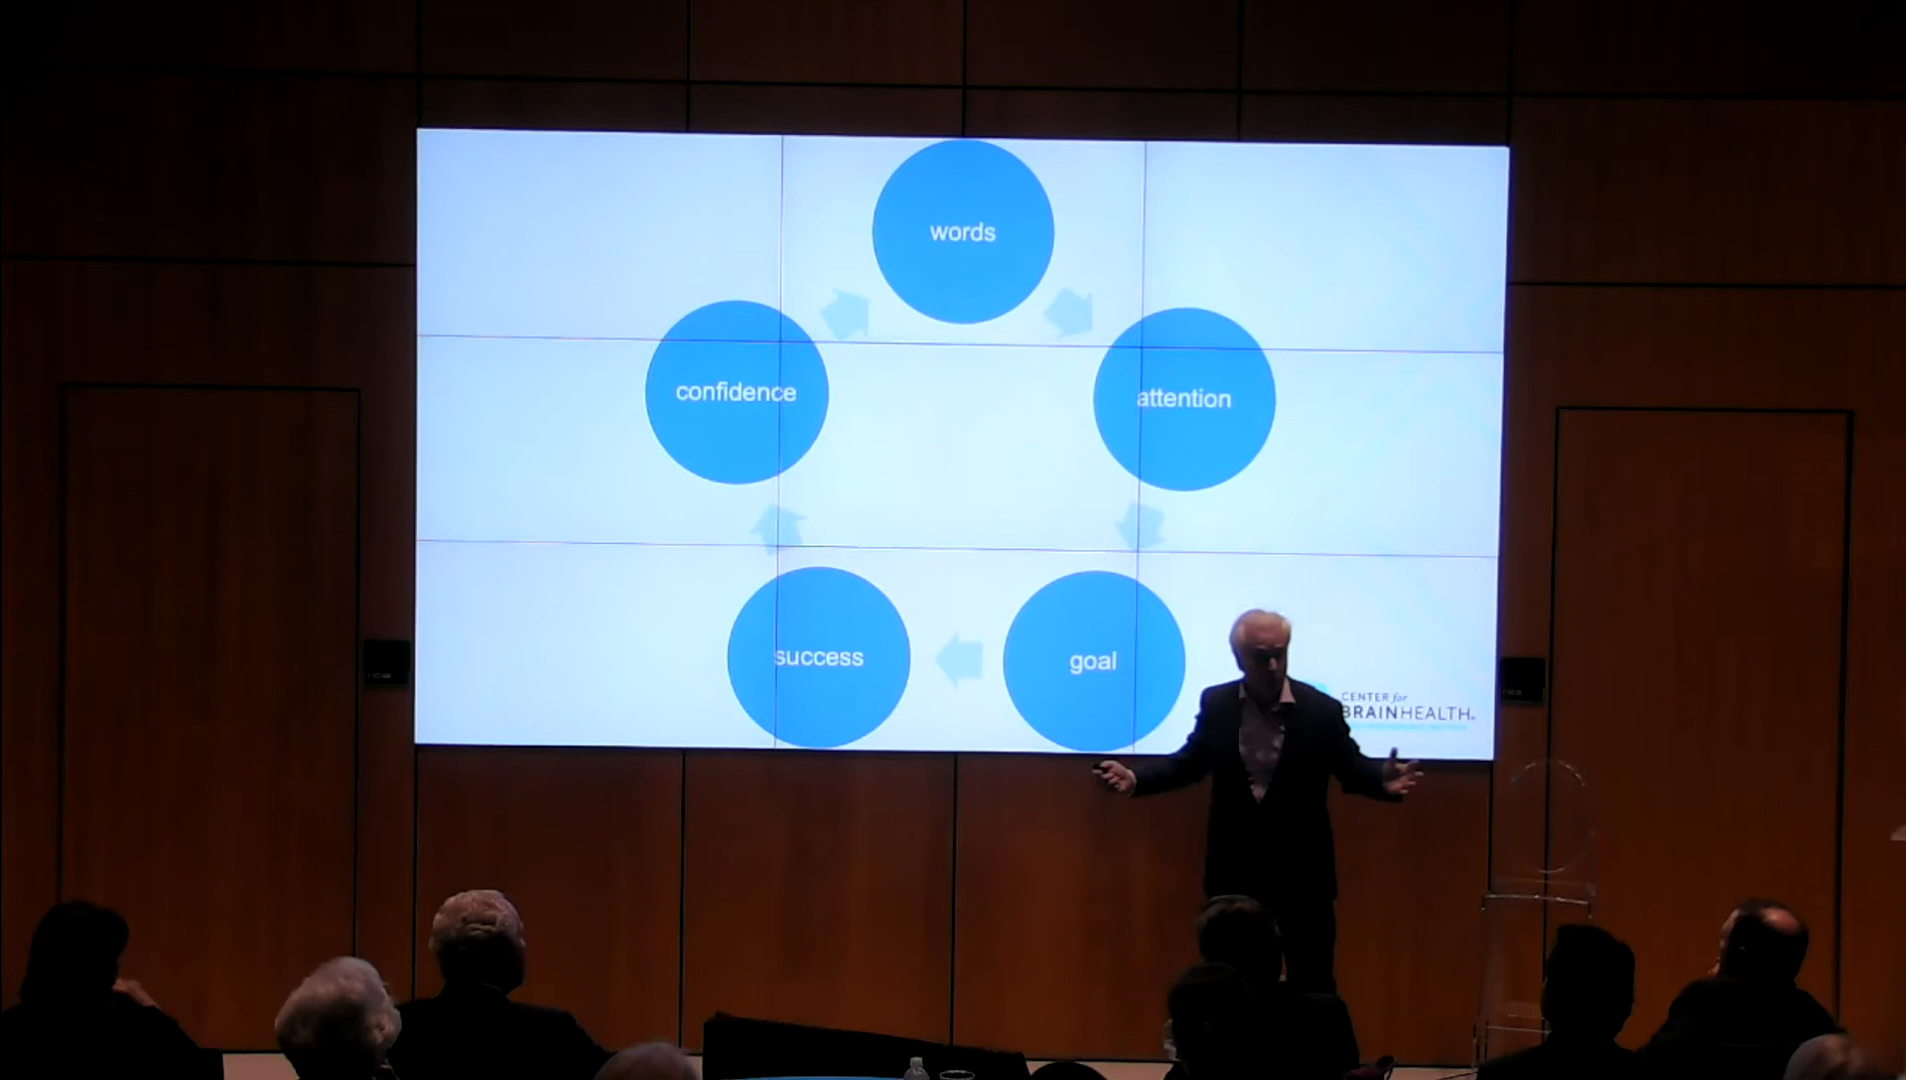 words
confidence
attention
success
goal
CENTER for
BRAINHEALTH